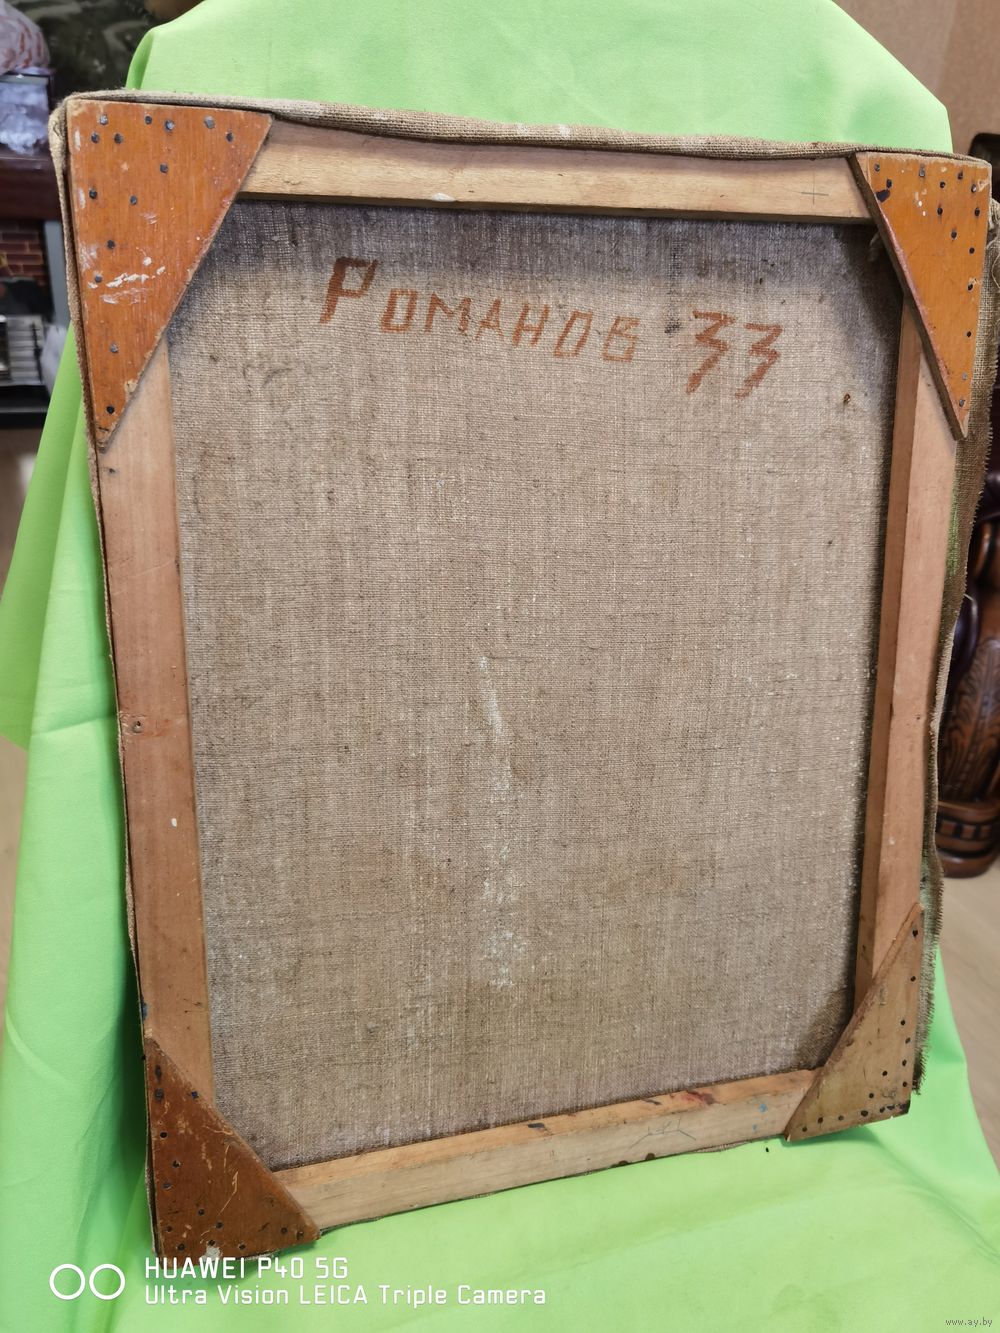 Романов 33
HUAWEI P40 5G
Ultra Vision LEICA Triple Camera
www.ay.by